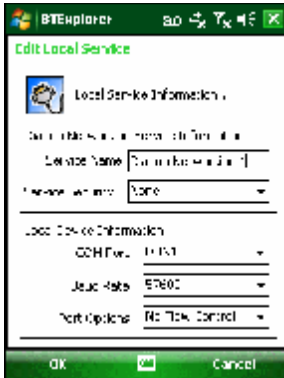 BTExplorer
Edit Local Service
Local Service Information
Service Name
Service Security None
Local Device Information
COM Port
Baud Rate 57600
Port Options No Flow Control
OK Cancel